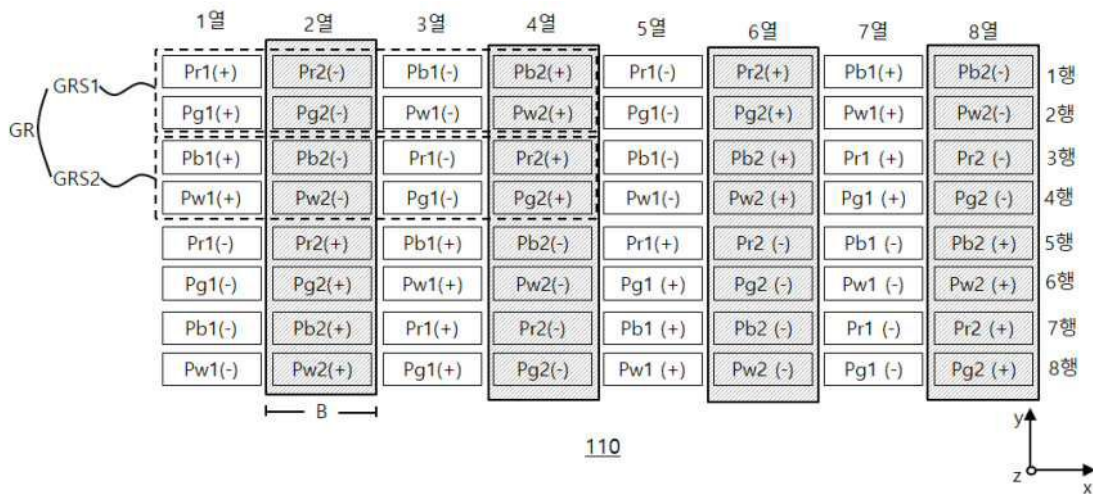 1열 2열 3열 4열 5열 6열 7열 8열
Pr1(+) Pr2(-) Pb1(-) Pb2(+) Pr1(-) Pr2(+) Pb1(+) Pb2(-) 1행
GRS1
Pg1(+) Pg2(-) Pw1(-) Pw2(+) Pg1(-) Pg2(+) Pw1(+) Pw2(-) 2행
GR
Pb1(+) Pb2(-) Pr1(-) Pr2(+) Pb1(-) Pb2 (+) Pr1 (+) Pr2 (-) 3행
GRS2
Pw1(+) Pw2(-) Pg1(-) Pg2(+) Pw1(-) Pw2 (+) Pg1 (+) Pg2 (-) 4행
Pr1(-) Pr2(+) Pb1(+) Pb2(-) Pr1(+) Pr2 (-) Pb1 (-) Pb2 (+) 5행
Pg1(-) Pg2(+) Pw1(+) Pw2(-) Pg1 (+) Pg2 (-) Pw1 (-) Pw2 (+) 6행
Pb1(-) Pb2(+) Pr1(+) Pr2(-) Pb1 (+) Pb2 (-) Pr1 (-) Pr2 (+) 7행
Pw1(-) Pw2(+) Pg1(+) Pg2(-) Pw1 (+) Pw2 (-) Pg1 (-) Pg2 (+) 8행
B
y
110
z
x